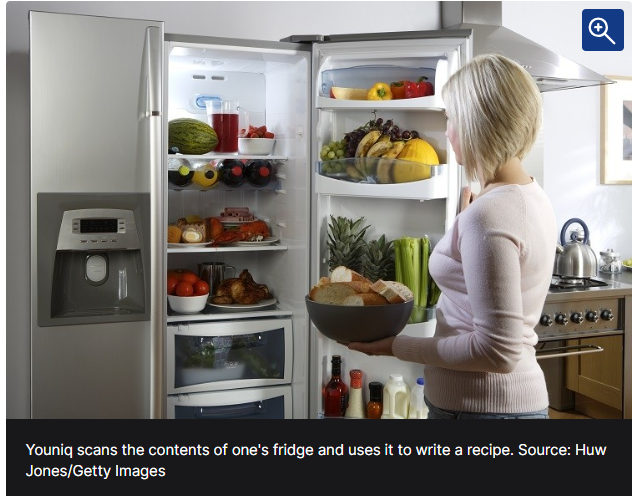 Youniq scans the contents of one's fridge and uses it to write a recipe. Source: Huw
Jones/Getty Images